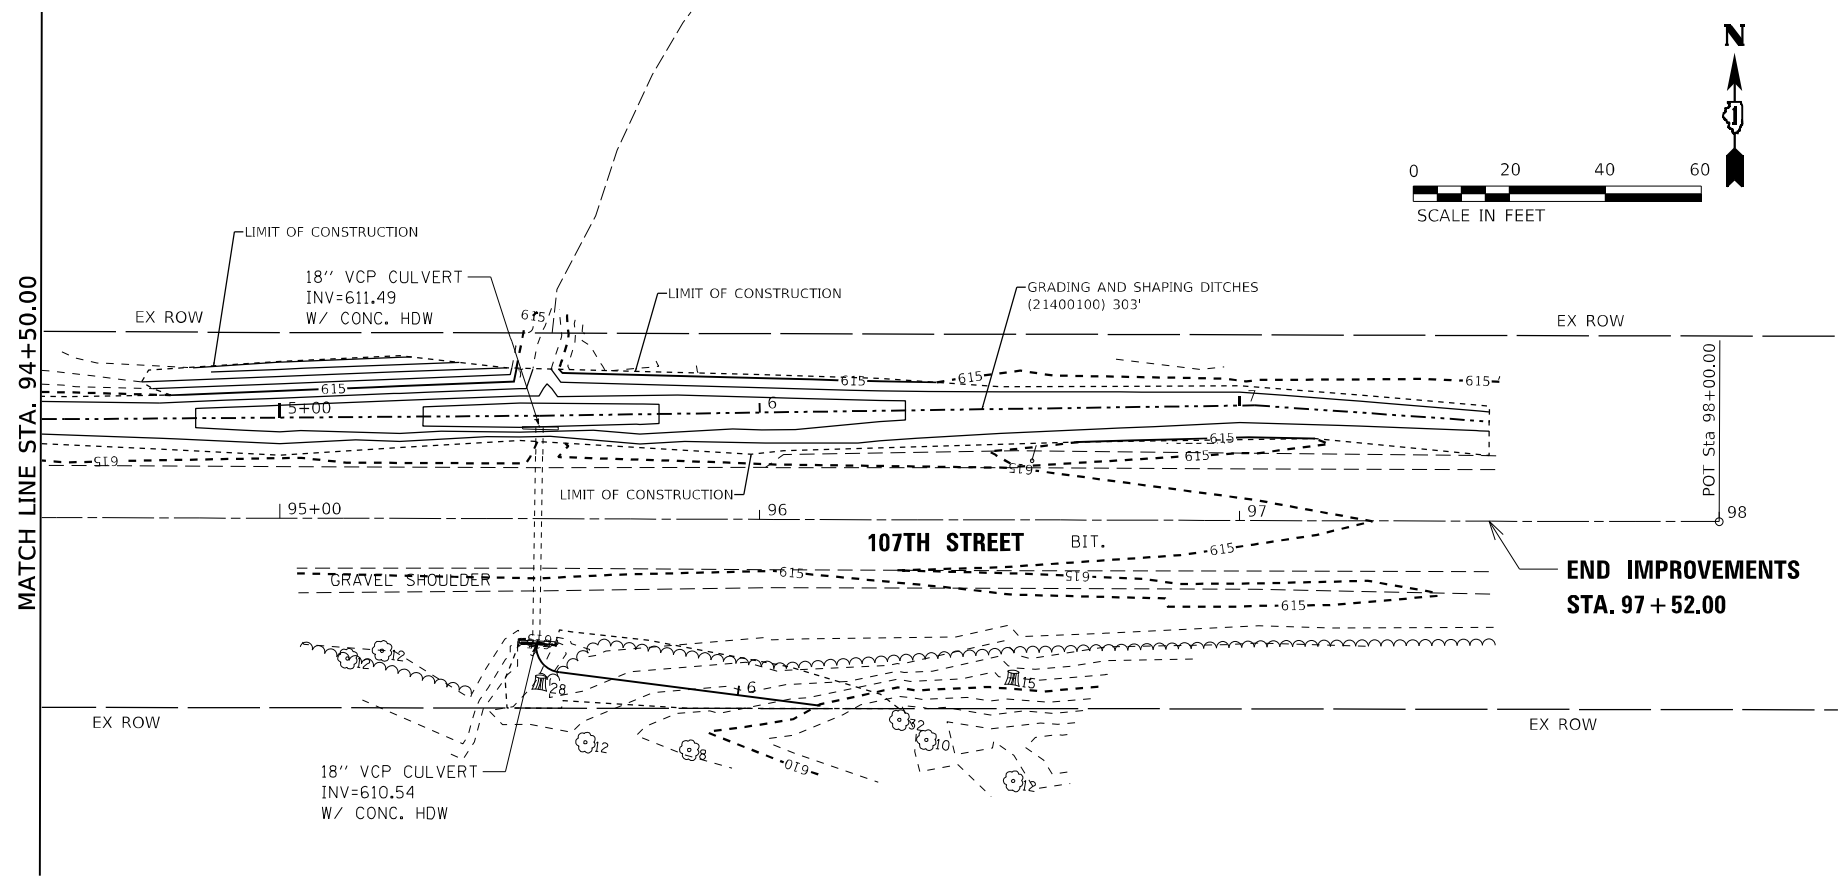 N
0 20 40 60
SCALE IN FEET
LIMIT OF CONSTRUCTION
18'' VCP CULVERT
INV=611.49
W/ CONC. HDW
LIMIT OF CONSTRUCTION
GRADING AND SHAPING DITCHES
(21400100) 303'
EX ROW
615
EX ROW
MATCH LINE STA. 94+50.00
615
615
615
615
5+00
6
7
POT Sta 98+00.00
615
615
615
615
LIMIT OF CONSTRUCTION
95+00
96
97
98
107TH STREET
BIT.
615
END IMPROVEMENTS
STA. 97+52.00
GRAVEL SHOULDER
615
615
615
12
12
28
6
15
EX ROW
EX ROW
32
10
12
8
12
610
18'' VCP CULVERT
INV=610.54
W/ CONC. HDW